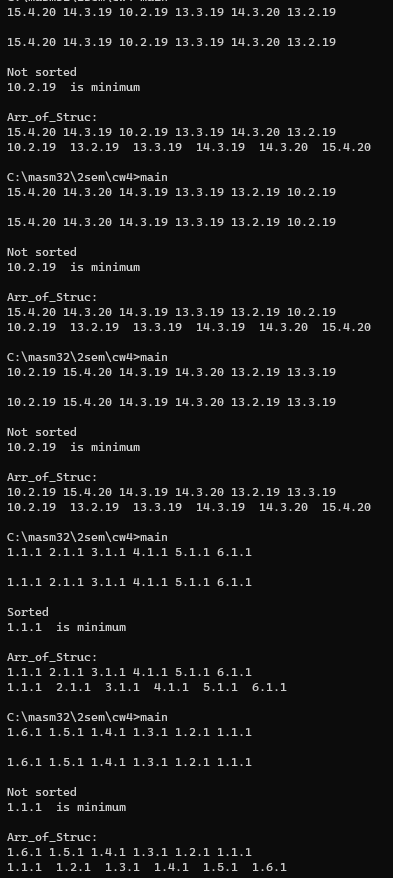 15.4.20 14.3.19 10.2.19 13.3.19 14.3.20 13.2.19
15.4.20 14.3.19 10.2.19 13.3.19 14.3.20 13.2.19
Not sorted
10.2.19  is minimum
Arr_of_Struc:
15.4.20 14.3.19 10.2.19 13.3.19 14.3.20 13.2.19
10.2.19  13.2.19  13.3.19  14.3.19  14.3.20  15.4.20
C:\masm32\2sem\cw4>main
15.4.20 14.3.20 14.3.19 13.3.19 13.2.19 10.2.19
15.4.20 14.3.20 14.3.19 13.3.19 13.2.19 10.2.19
Not sorted
10.2.19  is minimum
Arr_of_Struc:
15.4.20 14.3.20 14.3.19 13.3.19 13.2.19 10.2.19
10.2.19  13.2.19  13.3.19  14.3.19  14.3.20  15.4.20
C:\masm32\2sem\cw4>main
10.2.19 15.4.20 14.3.19 14.3.20 13.2.19 13.3.19
10.2.19 15.4.20 14.3.19 14.3.20 13.2.19 13.3.19
Not sorted
10.2.19  is minimum
Arr_of_Struc:
10.2.19 15.4.20 14.3.19 14.3.20 13.2.19 13.3.19
10.2.19  13.2.19  13.3.19  14.3.19  14.3.20  15.4.20
C:\masm32\2sem\cw4>main
1.1.1 2.1.1 3.1.1 4.1.1 5.1.1 6.1.1
1.1.1 2.1.1 3.1.1 4.1.1 5.1.1 6.1.1
Sorted
1.1.1  is minimum
Arr_of_Struc:
1.1.1 2.1.1 3.1.1 4.1.1 5.1.1 6.1.1
1.1.1  2.1.1  3.1.1  4.1.1  5.1.1  6.1.1
C:\masm32\2sem\cw4>main
1.6.1 1.5.1 1.4.1 1.3.1 1.2.1 1.1.1
1.6.1 1.5.1 1.4.1 1.3.1 1.2.1 1.1.1
Not sorted
1.1.1  is minimum
Arr_of_Struc:
1.6.1 1.5.1 1.4.1 1.3.1 1.2.1 1.1.1
1.1.1  1.2.1  1.3.1  1.4.1  1.5.1  1.6.1